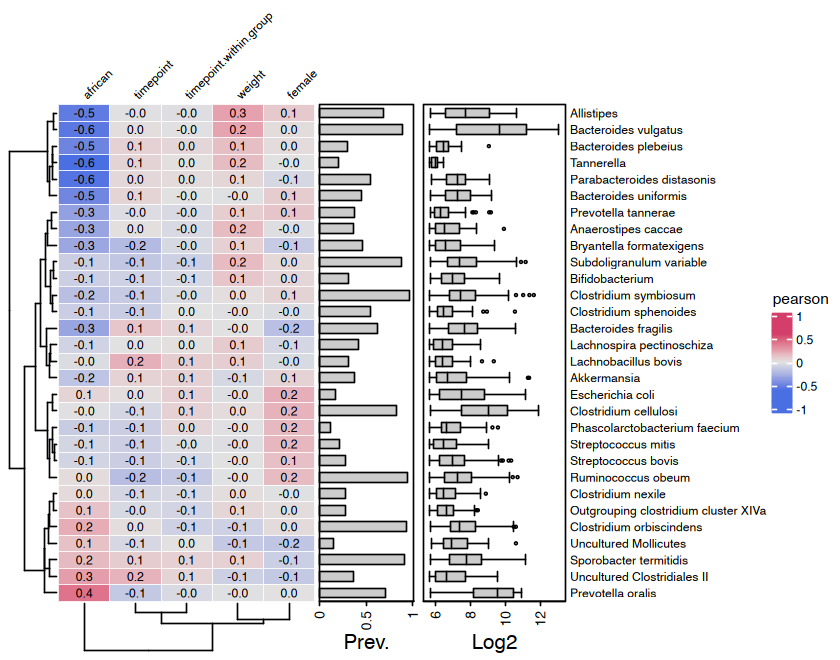 african timepoint timepoint.within.group weight female
-0.5 -0.0 -0.0 0.3 0.1 Allistipes
-0.6 0.0 -0.0 0.2 0.0 Bacteroides vulgatus
-0.5 0.1 0.0 0.1 0.0 Bacteroides plebeius
-0.6 0.1 0.0 0.2 -0.0 Tannerella
-0.6 0.0 0.0 0.1 -0.1 Parabacteroides distasonis
-0.5 0.1 -0.0 -0.0 0.1 Bacteroides uniformis
-0.3 -0.0 -0.0 0.1 0.1 Prevotella tannerae
-0.3 0.0 -0.0 0.2 -0.0 Anaerostipes caccae
-0.3 -0.2 -0.0 0.1 -0.1 Bryantella formatexigens
-0.1 -0.1 -0.1 0.2 0.0 Subdoligranulum variable
-0.1 -0.1 -0.1 0.1 0.0 Bifidobacterium
-0.2 -0.1 -0.0 0.0 0.1 Clostridium symbiosum
-0.1 -0.1 0.0 -0.0 -0.0 Clostridium sphenoides
-0.3 0.1 0.1 -0.0 -0.2 Bacteroides fragilis
-0.1 0.0 0.0 0.1 -0.1 Lachnospira pectinoschiza
-0.0 0.2 0.1 0.1 -0.0 Lachnobacillus bovis
-0.2 0.1 0.1 -0.1 0.1 Akkermansia
0.1 0.0 0.1 -0.0 0.2 Escherichia coli
-0.0 -0.1 0.1 0.0 0.2 Clostridium cellulosi
-0.1 -0.1 0.0 -0.0 0.2 Phascolarctobacterium faecium
-0.1 -0.1 -0.0 -0.0 0.2 Streptococcus mitis
-0.1 -0.1 -0.1 -0.0 0.1 Streptococcus bovis
0.0 -0.2 -0.1 -0.0 0.2 Ruminococcus obeum
0.0 -0.1 -0.1 0.0 -0.0 Clostridium nexile
0.1 -0.0 -0.1 0.1 0.0 Outgrouping clostridium cluster XIVa
0.2 0.0 -0.1 -0.1 0.0 Clostridium orbiscindens
0.1 -0.1 0.0 -0.1 -0.2 Uncultured Mollicutes
0.2 0.1 0.1 0.1 -0.1 Sporobacter termitidis
0.3 0.2 0.1 -0.1 -0.1 Uncultured Clostridiales II
0.4 -0.1 -0.0 -0.0 0.0 Prevotella oralis
0 0.5 1
Prev.
6 8 10 12
Log2
pearson
1
0.5
0
-0.5
-1